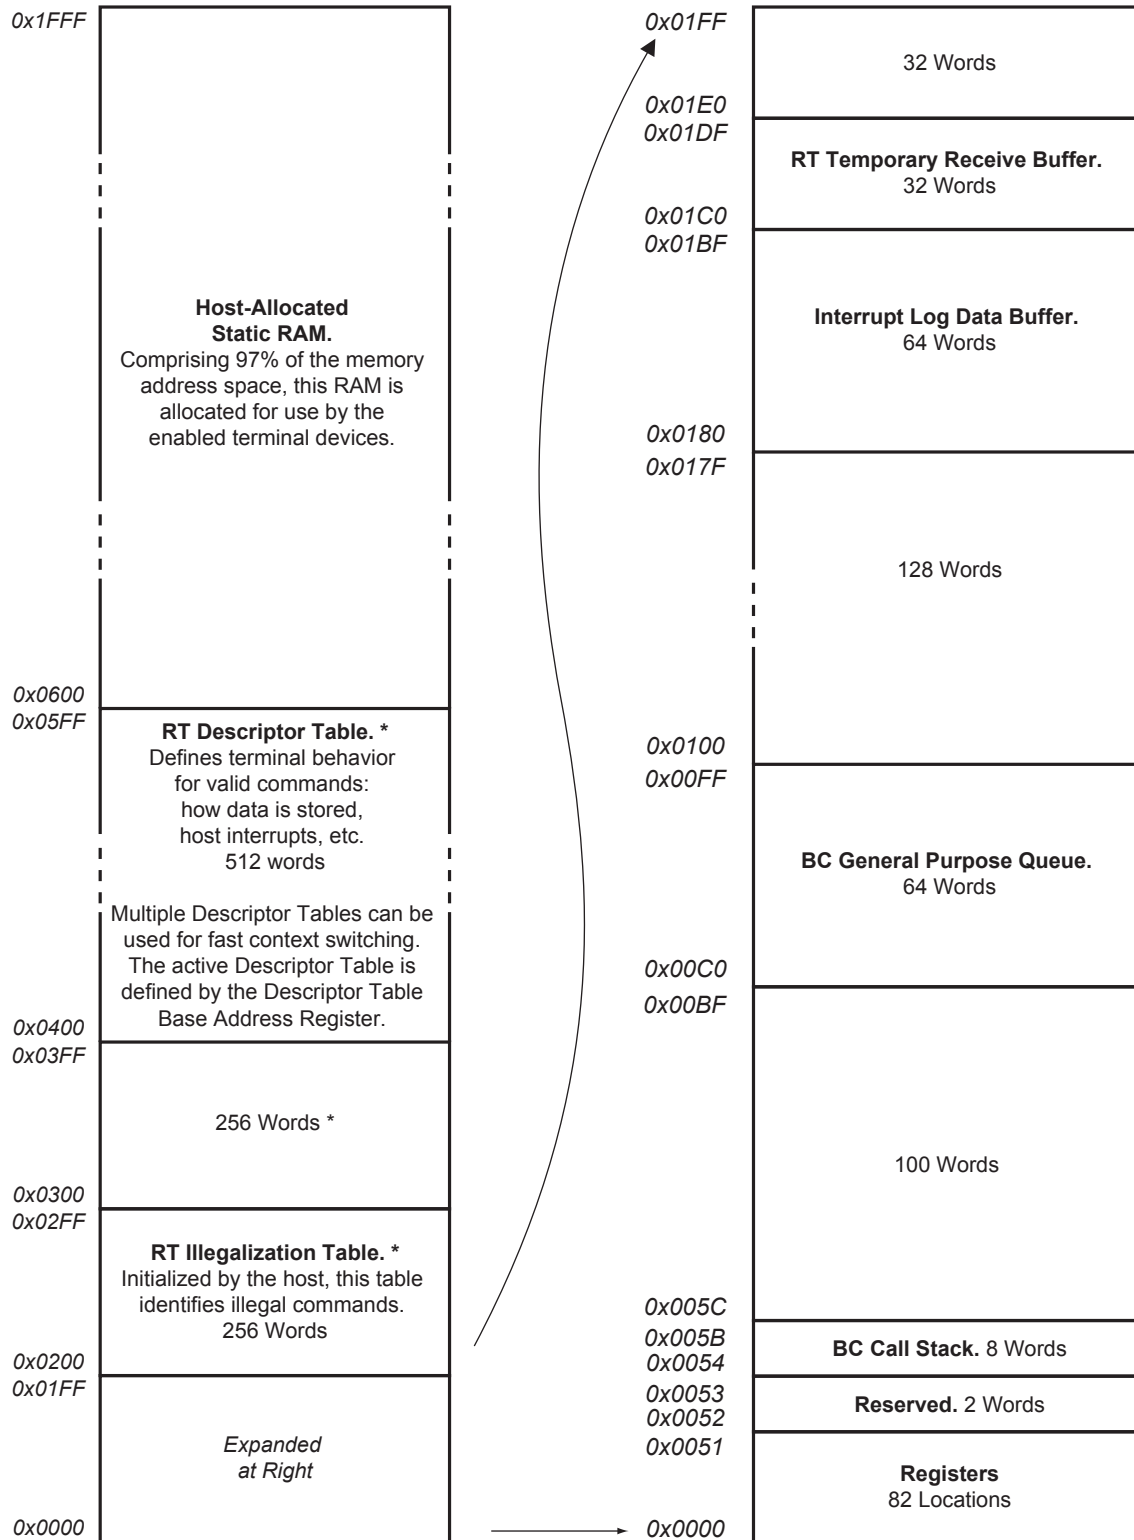 0x1FFF
Host-Allocated
Static RAM.
Comprising 97% of the memory
address space, this RAM is
allocated for use by the
enabled terminal devices.
0x0600
0x05FF
RT Descriptor Table. *
Defines terminal behavior
for valid commands:
how data is stored,
host interrupts, etc.
512 words
Multiple Descriptor Tables can be
used for fast context switching.
The active Descriptor Table is
defined by the Descriptor Table
Base Address Register.
0x0400
0x03FF
256 Words *
0x0300
0x02FF
RT Illegalization Table. *
Initialized by the host, this table
identifies illegal commands.
256 Words
0x0200
0x01FF
Expanded
at Right
0x0000
0x01FF
32 Words
0x01E0
0x01DF
RT Temporary Receive Buffer.
32 Words
0x01C0
0x01BF
Interrupt Log Data Buffer.
64 Words
0x0180
0x017F
128 Words
0x0100
0x00FF
BC General Purpose Queue.
64 Words
0x00C0
0x00BF
100 Words
0x005C
0x005B
BC Call Stack. 8 Words
0x0054
0x0053
Reserved. 2 Words
0x0052
0x0051
Registers
82 Locations
0x0000